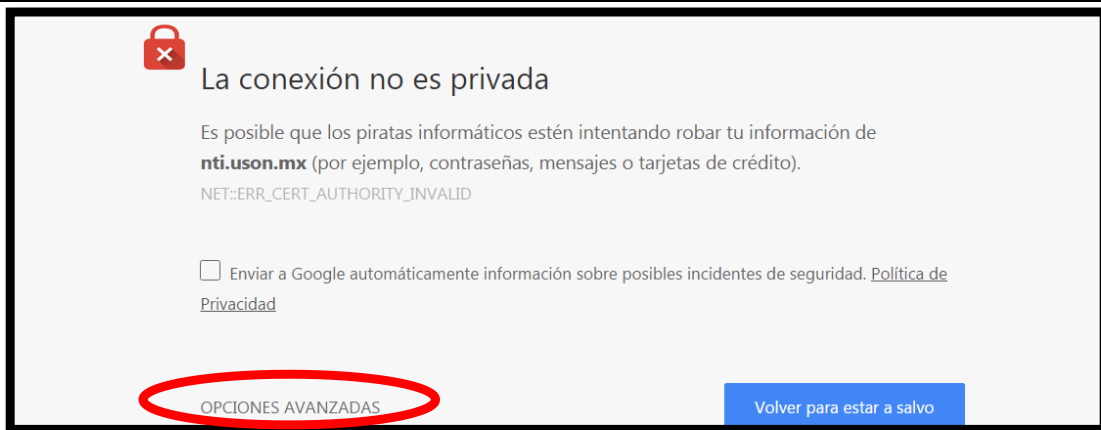 La conexión no es privada
Es posible que los piratas informáticos estén intentando robar tu información de
nti.uson.mx (por ejemplo, contraseñas, mensajes o tarjetas de crédito).
NET::ERR_CERT_AUTHORITY_INVALID
Enviar a Google automáticamente información sobre posibles incidentes de seguridad. Política de
Privacidad
OPCIONES AVANZADAS
Volver para estar a salvo